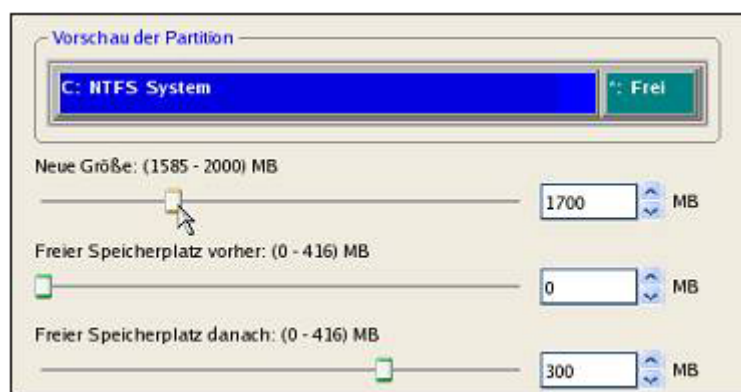 Vorschau der Partition
C: NTFS System
*: Frei
Neue Größe: (1585 - 2000) MB
1700 MB
Freier Speicherplatz vorher: (0 - 416) MB
0 MB
Freier Speicherplatz danach: (0 - 416) MB
300 MB